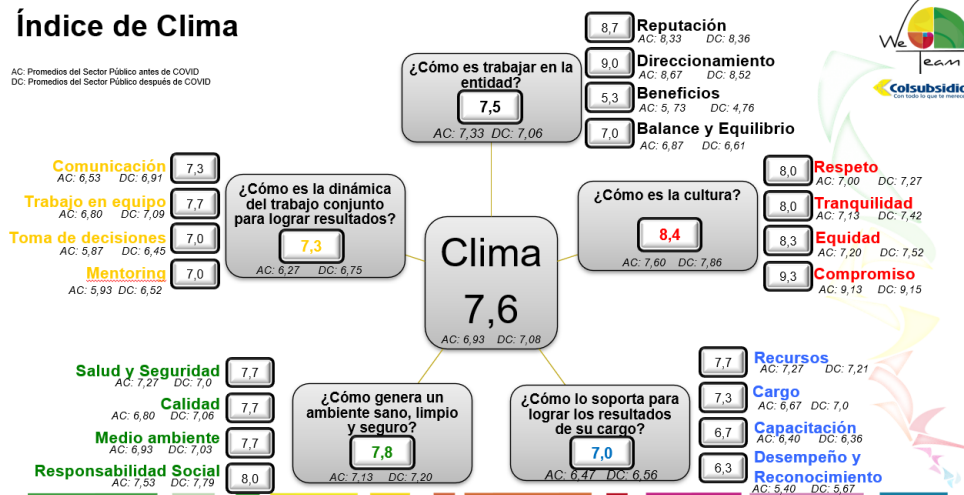 Índice de Clima
AC: Promedios del Sector Público antes de COVID
DC: Promedios del Sector Público después de COVID
We
Team
Colsubsidio
Con todo lo que te mereces
¿Cómo es trabajar en la
entidad?
7,5
AC: 7,33 DC: 7,06
8,7 Reputación
AC: 8,33 DC: 8,36
9,0 Direccionamiento
AC: 8,67 DC: 8,52
5,3 Beneficios
AC: 5, 73 DC: 4,76
7,0 Balance y Equilibrio
AC: 6,87 DC: 6,61
Comunicación 7,3
AC: 6,53 DC: 6,91
Trabajo en equipo 7,7
AC: 6,80 DC: 7,09
Toma de decisiones 7,0
AC: 5,87 DC: 6,45
Mentoring 7,0
AC: 5,93 DC: 6,52
¿Cómo es la dinámica
del trabajo conjunto
para lograr resultados?
7,3
AC: 6,27 DC: 6,75
Clima
7,6
AC: 6,93 DC: 7,08
¿Cómo es la cultura?
8,4
AC: 7,60 DC: 7,86
8,0 Respeto
AC: 7,00 DC: 7,27
8,0 Tranquilidad
AC: 7,13 DC: 7,42
8,3 Equidad
AC: 7,20 DC: 7,52
9,3 Compromiso
AC: 9,13 DC: 9,15
Salud y Seguridad 7,7
AC: 7,27 DC: 7,0
Calidad 7,7
AC: 6,80 DC: 7,06
Medio ambiente 7,7
AC: 6,93 DC: 7,03
Responsabilidad Social 8,0
AC: 7,53 DC: 7,79
¿Cómo genera un
ambiente sano, limpio
y seguro?
7,8
AC: 7,13 DC: 7,20
¿Cómo lo soporta para
lograr los resultados
de su cargo?
7,0
AC: 6,47 DC: 6,56
7,7 Recursos
AC: 7,27 DC: 7,21
7,3 Cargo
AC: 6,67 DC: 7,0
6,7 Capacitación
AC: 6,40 DC: 6,36
6,3 Desempeño y
Reconocimiento
AC: 5,40 DC: 5,67